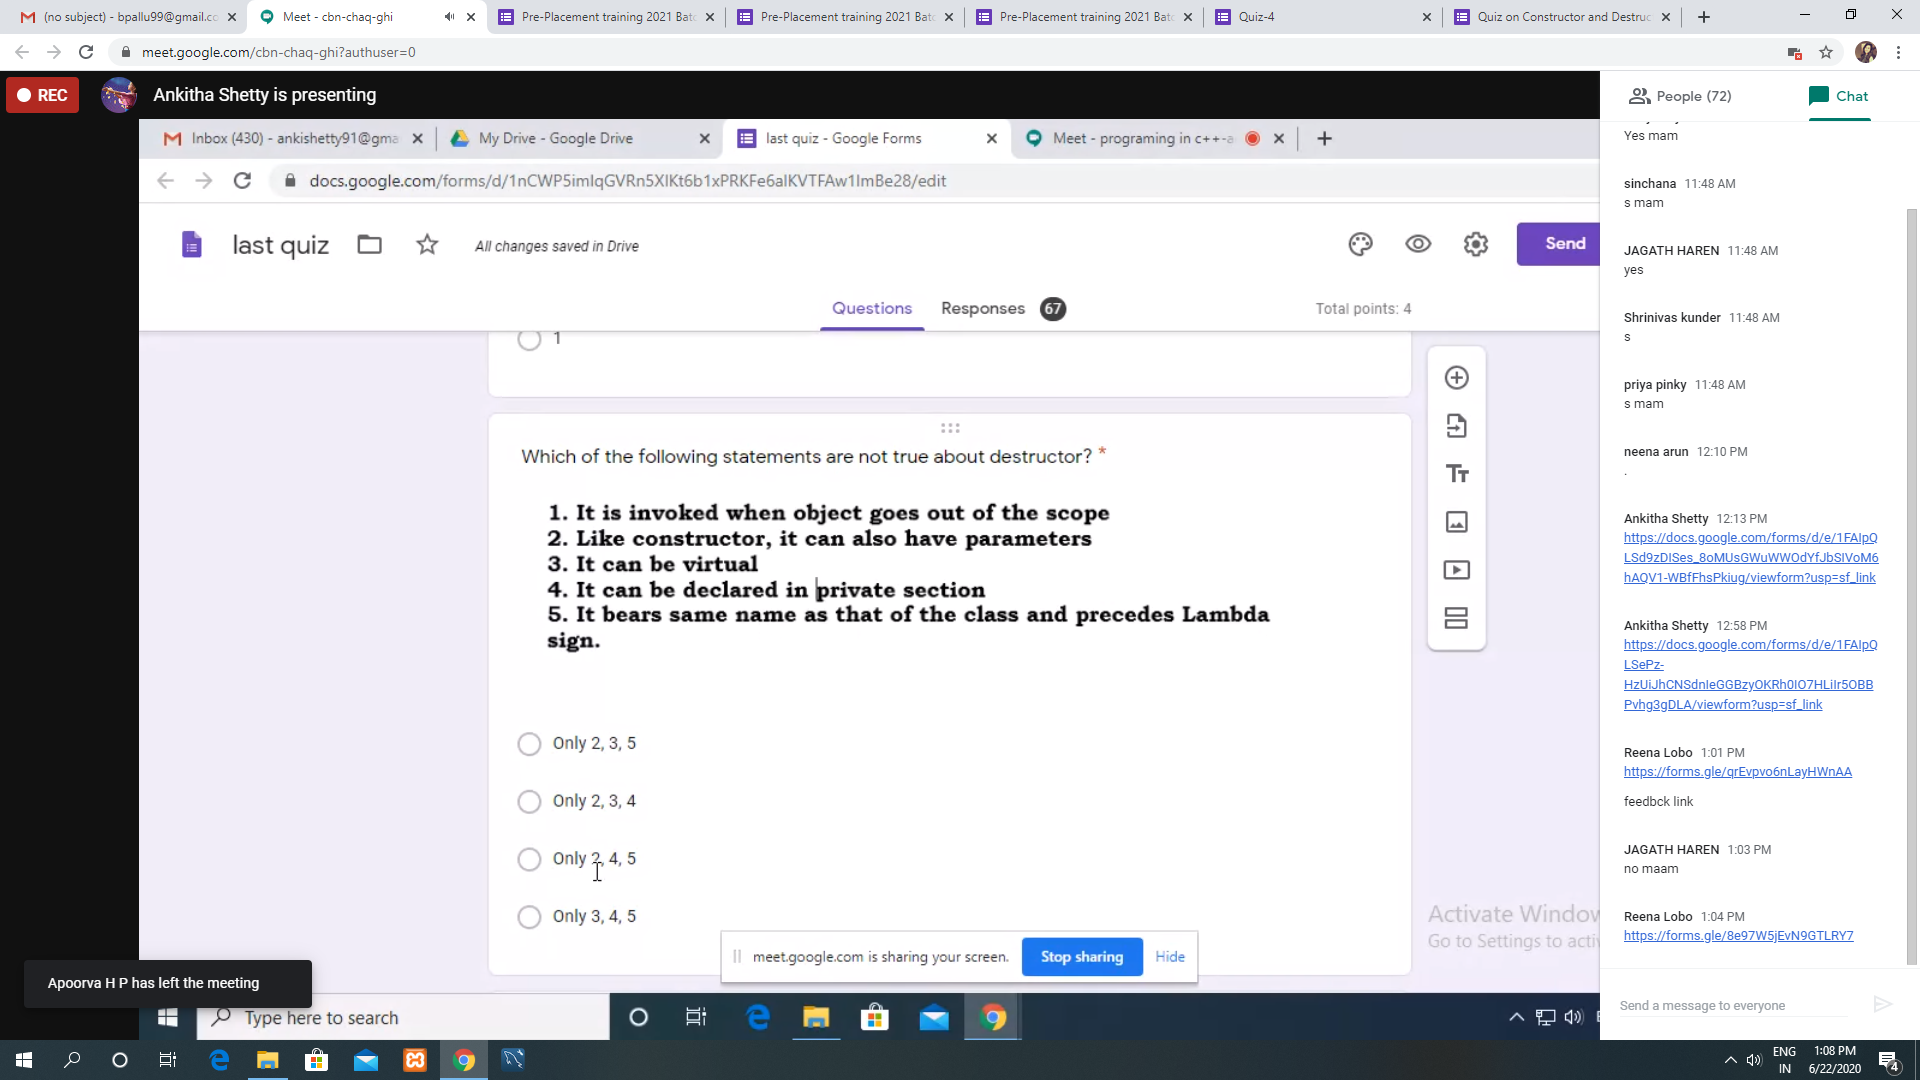 (no subject) - bpallu99@gmail.co
Meet - cbn-chaq-ghi
Pre-Placement training 2021 Batc
Pre-Placement training 2021 Batc
Pre-Placement training 2021 Batc
Quiz-4
Quiz on Constructor and Destruc
meet.google.com/cbn-chaq-ghi?authuser=0
REC
Ankitha Shetty is presenting
People (72)
Chat
Inbox (430) - ankishetty91@gma
My Drive - Google Drive
last quiz - Google Forms
Meet - programing in c++-a
docs.google.com/forms/d/1nCWP5imIqGVRn5XlKt6b1xPRKFe6alKVTFAw1ImBe28/edit
last quiz
All changes saved in Drive
Send
Questions
Responses
67
Total points: 4
1
Which of the following statements are not true about destructor? *
1. It is invoked when object goes out of the scope
2. Like constructor, it can also have parameters
3. It can be virtual
4. It can be declared in private section
5. It bears same name as that of the class and precedes Lambda
sign.
Only 2, 3, 5
Only 2, 3, 4
Only 2, 4, 5
Only 3, 4, 5
meet.google.com is sharing your screen.
Stop sharing
Hide
Activate Window
Go to Settings to activ
Apoorva H P has left the meeting
Type here to search
Yes mam
sinchana 11:48 AM
s mam
JAGATH HAREN 11:48 AM
yes
Shrinivas kunder 11:48 AM
s
priya pinky 11:48 AM
s mam
neena arun 12:10 PM
.
Ankitha Shetty 12:13 PM
https://docs.google.com/forms/d/e/1FAIpQ
LSd9zDISes_8oMUsGWuWWOdYfJbSIVoM6
hAQV1-WBfFhsPkiug/viewform?usp=sf_link
Ankitha Shetty 12:58 PM
https://docs.google.com/forms/d/e/1FAIpQ
LSePz-
HzUiJhCNSdnIeGGBzyOKRh0IO7HLiIr5OBB
Pvhg3gDLA/viewform?usp=sf_link
Reena Lobo 1:01 PM
https://forms.gle/qrEvpvo6nLayHWnAA
feedbck link
JAGATH HAREN 1:03 PM
no maam
Reena Lobo 1:04 PM
https://forms.gle/8e97W5jEvN9GTLRY7
Send a message to everyone
ENG
IN
1:08 PM
6/22/2020
4